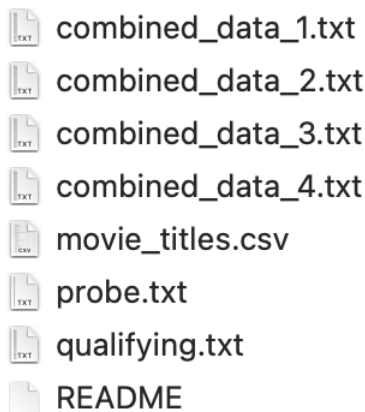 combined_data_1.txt
combined_data_2.txt
combined_data_3.txt
combined_data_4.txt
movie_titles.csv
probe.txt
qualifying.txt
README